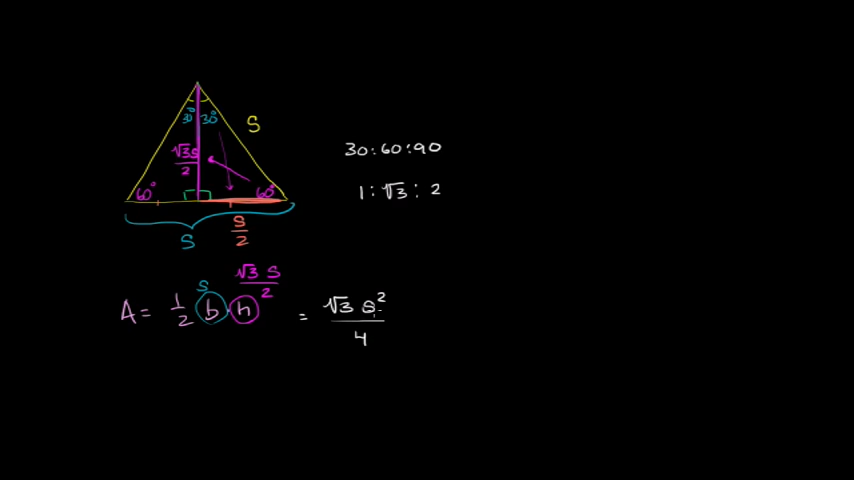 30° 30°
S
30:60:90
√3S/2
1:√3:2
60° 60°
S/2
S
S √3 S/2
A = 1/2 b·h = √3 s²/4